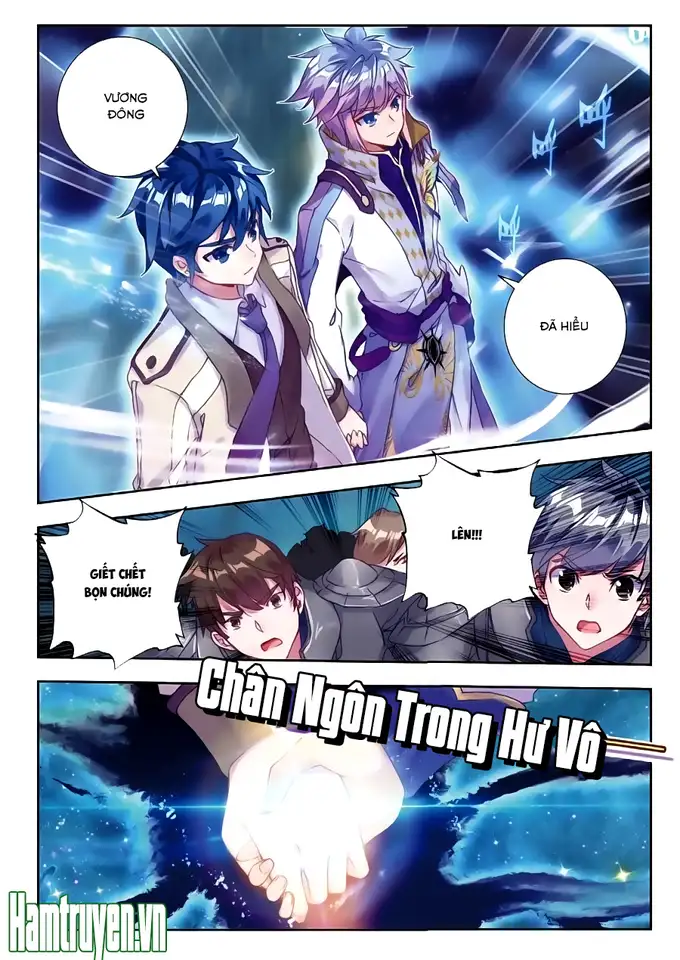 VƯƠNG
ĐÔNG
ĐÃ HIỂU
LÊN!!!
GIẾT CHẾT
BỌN CHÚNG!
Chân Ngôn Trong Hư Vô
Hamtruyen.vn